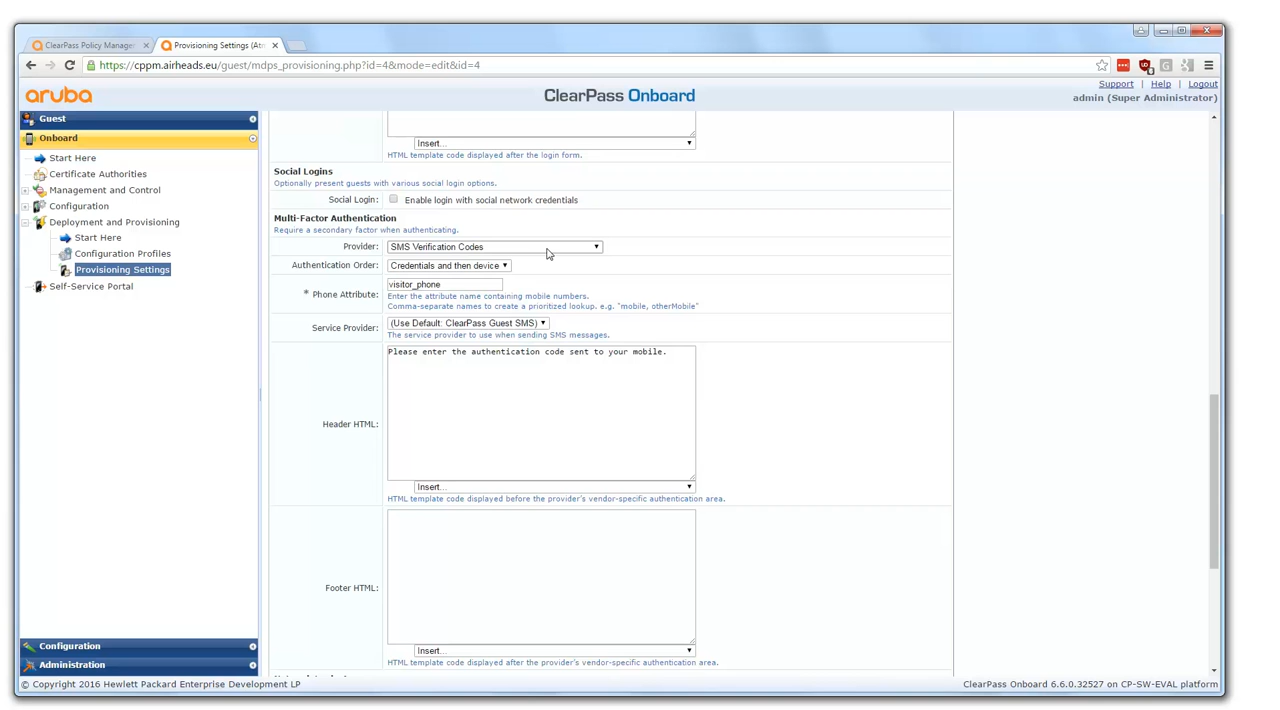 ClearPass Policy Manage
Provisioning Settings (Atm
https://cppm.airheads.eu/guest/mdps_provisioning.php?id=4&mode=edit&id=4
aruba
ClearPass Onboard
Support | Help | Logout
admin (Super Administrator)
Guest
Onboard
Start Here
Certificate Authorities
Management and Control
Configuration
Deployment and Provisioning
Start Here
Configuration Profiles
Provisioning Settings
Self-Service Portal
Configuration
Administration
Insert...
HTML template code displayed after the login form.
Social Logins
Optionally present guests with various social login options.
Social Login: Enable login with social network credentials
Multi-Factor Authentication
Require a secondary factor when authenticating.
Provider: SMS Verification Codes
Authentication Order: Credentials and then device
* Phone Attribute: visitor_phone
Enter the attribute name containing mobile numbers.
Comma-separate names to create a prioritized lookup. e.g. "mobile, otherMobile"
Service Provider: (Use Default: ClearPass Guest SMS)
The service provider to use when sending SMS messages.
Header HTML: Please enter the authentication code sent to your mobile.
Insert...
HTML template code displayed before the provider's vendor-specific authentication area.
Footer HTML:
Insert...
HTML template code displayed after the provider's vendor-specific authentication area.
© Copyright 2016 Hewlett Packard Enterprise Development LP
ClearPass Onboard 6.6.0.32527 on CP-SW-EVAL platform